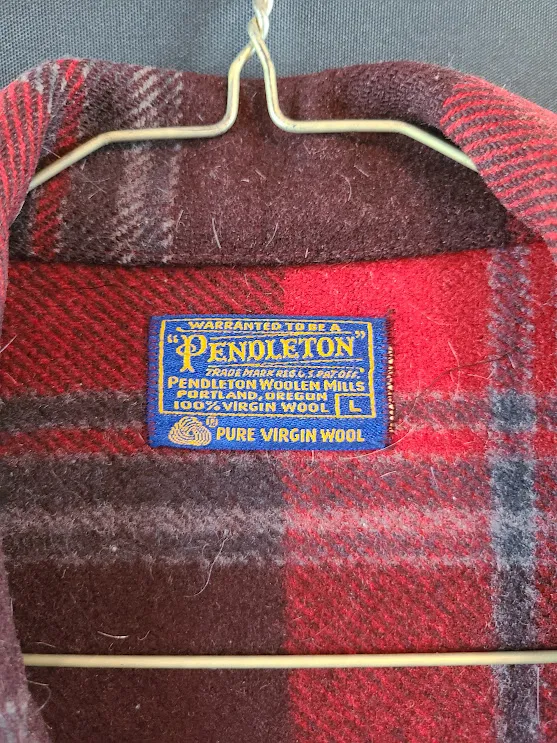 WARRANTED TO BE A
"PENDLETON"
TRADE MARK REG. U.S. PAT. OFF.
PENDLETON WOOLEN MILLS
PORTLAND, OREGON
100% VIRGIN WOOL L
® PURE VIRGIN WOOL